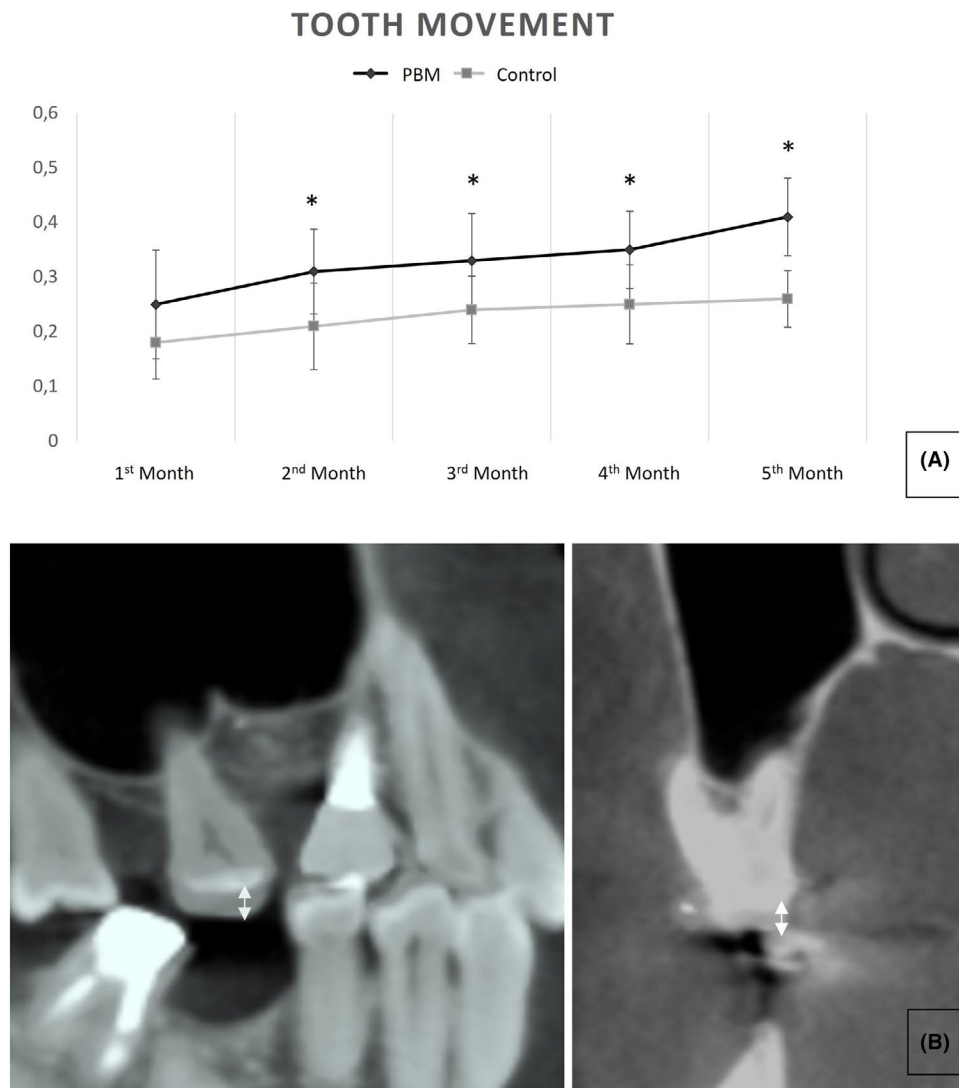 TOOTH MOVEMENT
PBM Control
0,6
0,5
0,4
0,3
0,2
0,1
0
* * * *
1st Month 2nd Month 3rd Month 4th Month 5th Month
(A)
(B)